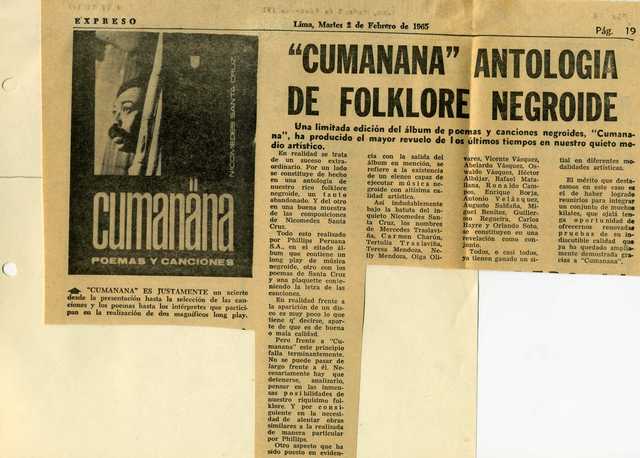 EXPRESO
Lima, Martes 2 de Febrero de 1965
Pág. 19
NICOMEDES SANTA CRUZ
cumanana
POEMAS Y CANCIONES
"CUMANANA" ES JUSTAMENTE un acierto
desde la presentación hasta la selección de las can-
ciones y los poemas hasta los intérpretes que partici-
pan en la realización de dos magníficos long play.
"CUMANANA" ANTOLOGIA
DE FOLKLORE NEGROIDE
Una limitada edición del álbum de poemas y canciones negroides, "Cumana-
na", ha producido el mayor revuelo de los últimos tiempos en nuestro quieto me-
dio artístico.
En realidad se trata
de un suceso extra-
ordinario. Por un lado
se constituye de hecho
en una antología de
nuestro rico folklore
negroide, un tanto
abandonado. Y del otro
en una buena muestra
de las composiciones
de Nicomedes Santa
Cruz.
Todo esto realizado
por Phillips Peruana
S.A., en el citado ál-
bum que contiene un
long play de música
negroide, otro con los
poemas de Santa Cruz
y una plaquette conte-
niendo la letra de las
canciones.
En realidad frente a
la aparición de un dis-
co es muy poco lo que
tiene q' decirse, apar-
te de que es de buena
o mala calidad.
Pero frente a "Cu-
manana" este principio
falla terminantemente.
No se puede pasar de
largo frente a él. Ne-
cesariamente hay que
detenerse, analizarlo,
pensar en las inmen-
sas posibilidades de
nuestro riquísimo fol-
klore. Y por consi-
guiente en la necesi-
dad de alentar obras
similares a la realizada
de manera particular
por Phillips.
Otro aspecto que ha
sido puesto en eviden-
cia con la salida del
álbum en mención, se
refiere a la existencia
de un elenco capaz de
ejecutar música ne-
groide con altísima ca-
lidad artística.
Así indudablemente
bajo la batuta del in-
quieto Nicomedes San-
ta Cruz, los nombres
de Mercedes Traslavi-
ña, Carmen Charún,
Tertulia Traslaviña,
Teresa Mendoza, Ne-
lly Mendoza, Olga Oli-
vares, Vicente Vásquez,
Abelardo Vásquez, Os-
waldo Vásquez, Héctor
Albújar, Rafael Mata-
llana, Ronaldo Cam-
pos, Enrique Borja,
Antonio Velásquez,
Augusto Saldaña, Mi-
guel Benítez, Guiller-
mo Regueira, Carlos
Hayre y Orlando Soto,
se constituyen en una
revelación como con-
junto.
Todos, o casi todos,
ya tienen ganado un si-
tial en diferentes mo-
dalidades artísticas.
El mérito que des-
tacamos en este caso es
el de haber logrado
reunirlos para integrar
un conjunto de muchos
kilates, que ojalá ten-
ga oportunidad de
ofrecernos renovadas
pruebas de su in-
discutible calidad que
ya ha quedado amplia-
mente demostrada gra-
cias a "Cumanana".